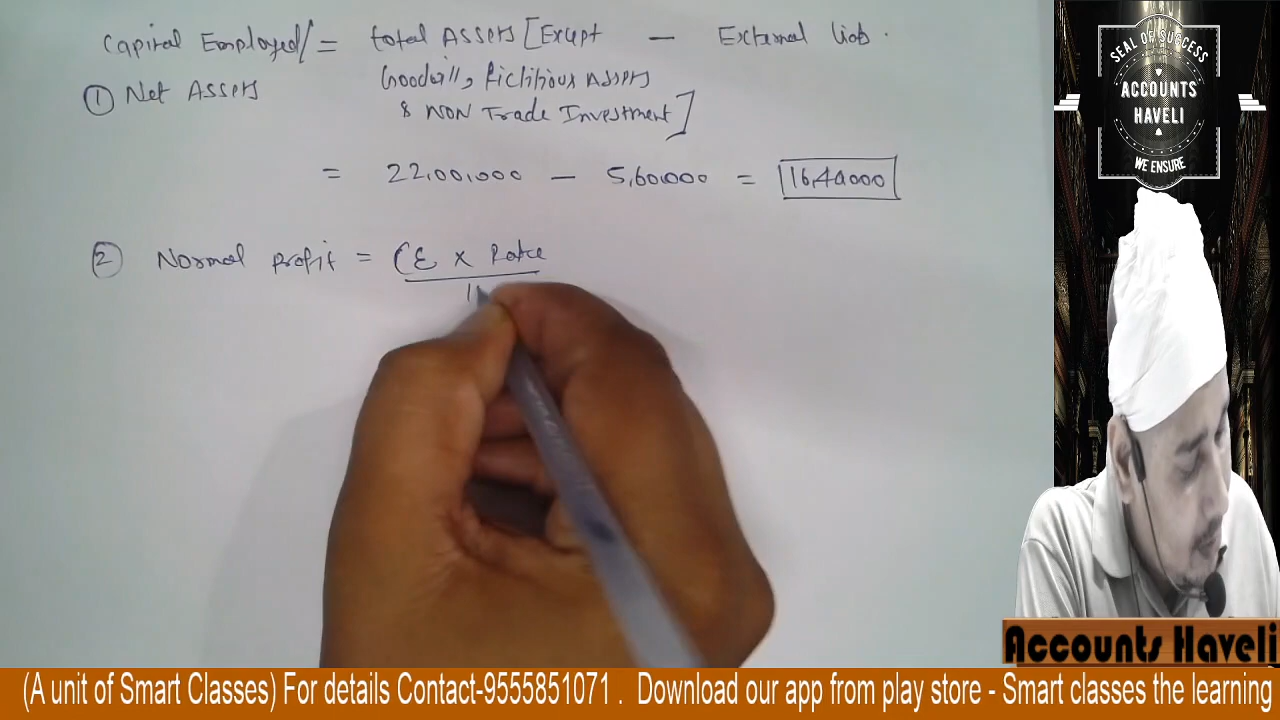 Capital Employed/ = total Assets [Except — External liab.
① Net Assets Goodwill, Fictitious Assets
& NON Trade Investment]
= 22,00,000 — 5,60,000 = 16,40,000
② Normal profit = CE x Rate
SEAL OF SUCCESS
ACCOUNTS
HAVELI
WE ENSURE
Accounts Haveli
(A unit of Smart Classes) For details Contact-9555851071 . Download our app from play store - Smart classes the learning